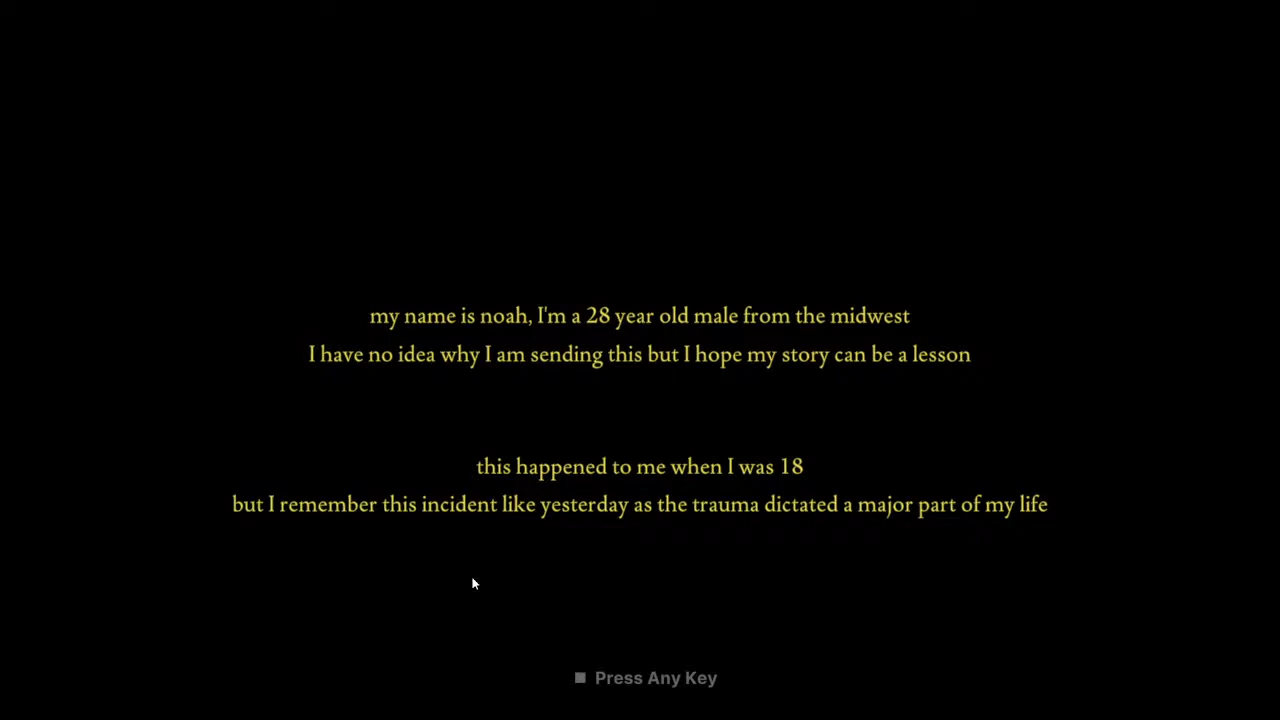 my name is noah, I'm a 28 year old male from the midwest
I have no idea why I am sending this but I hope my story can be a lesson
this happened to me when I was 18
but I remember this incident like yesterday as the trauma dictated a major part of my life
Press Any Key